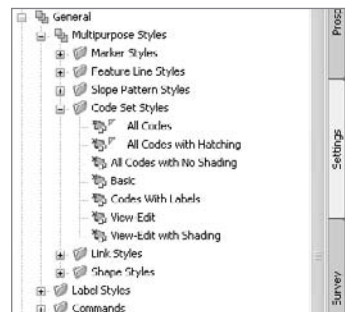 General
Multipurpose Styles
Marker Styles
Feature Line Styles
Slope Pattern Styles
Code Set Styles
All Codes
All Codes with Hatching
All Codes with No Shading
Basic
Codes With Labels
View-Edit
View-Edit with Shading
Link Styles
Shape Styles
Label Styles
Commands
Prosp
Settings
Survey